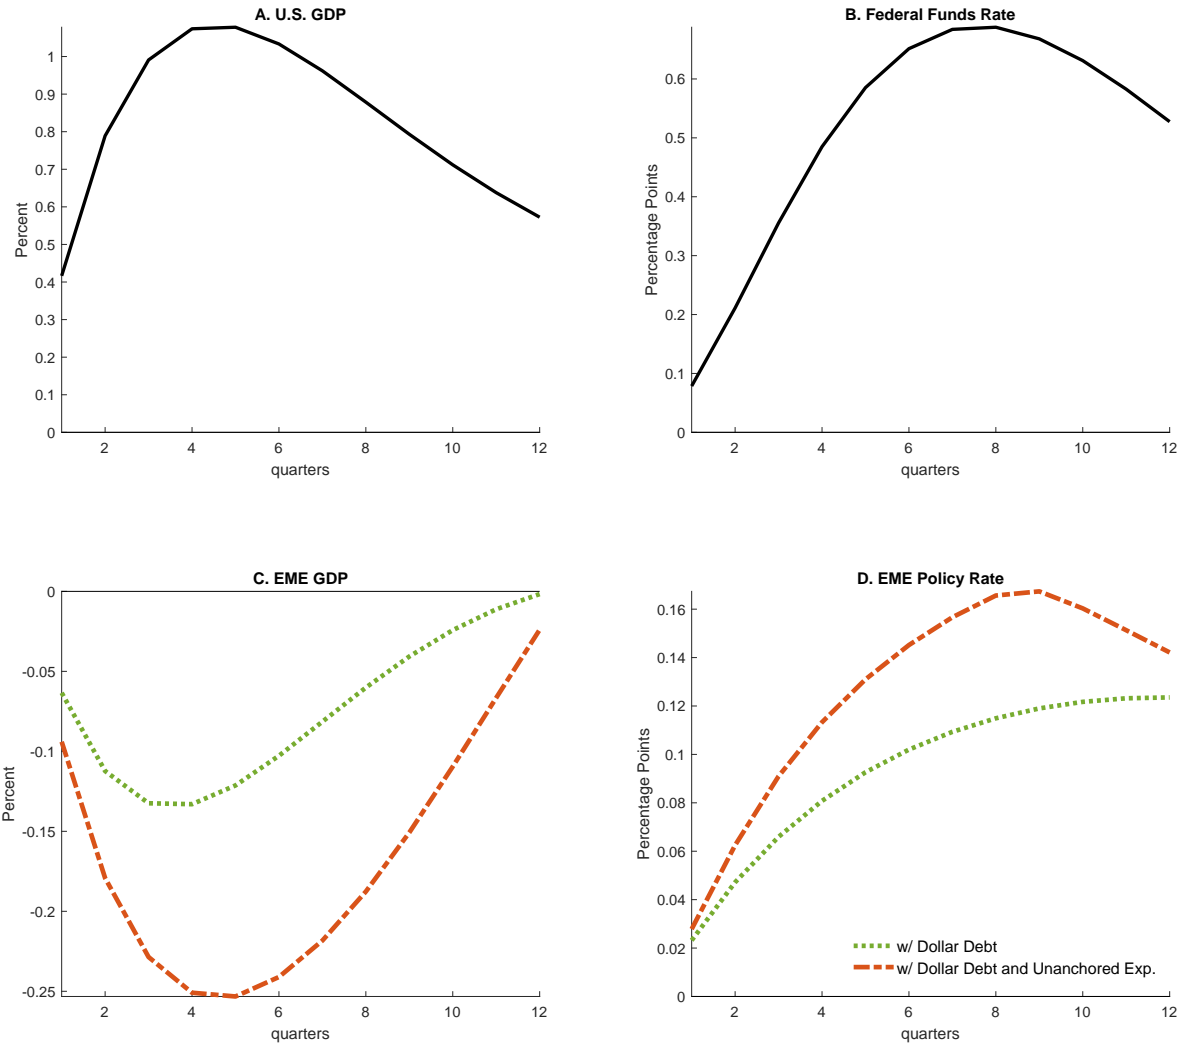 A. U.S. GDP
Percent
1
0.9
0.8
0.7
0.6
0.5
0.4
0.3
0.2
0.1
0
2 4 6 8 10 12
quarters
B. Federal Funds Rate
Percentage Points
0.6
0.5
0.4
0.3
0.2
0.1
0
2 4 6 8 10 12
quarters
C. EME GDP
Percent
0
-0.05
-0.1
-0.15
-0.2
-0.25
2 4 6 8 10 12
quarters
D. EME Policy Rate
Percentage Points
0.16
0.14
0.12
0.1
0.08
0.06
0.04
0.02
0
w/ Dollar Debt
w/ Dollar Debt and Unanchored Exp.
2 4 6 8 10 12
quarters